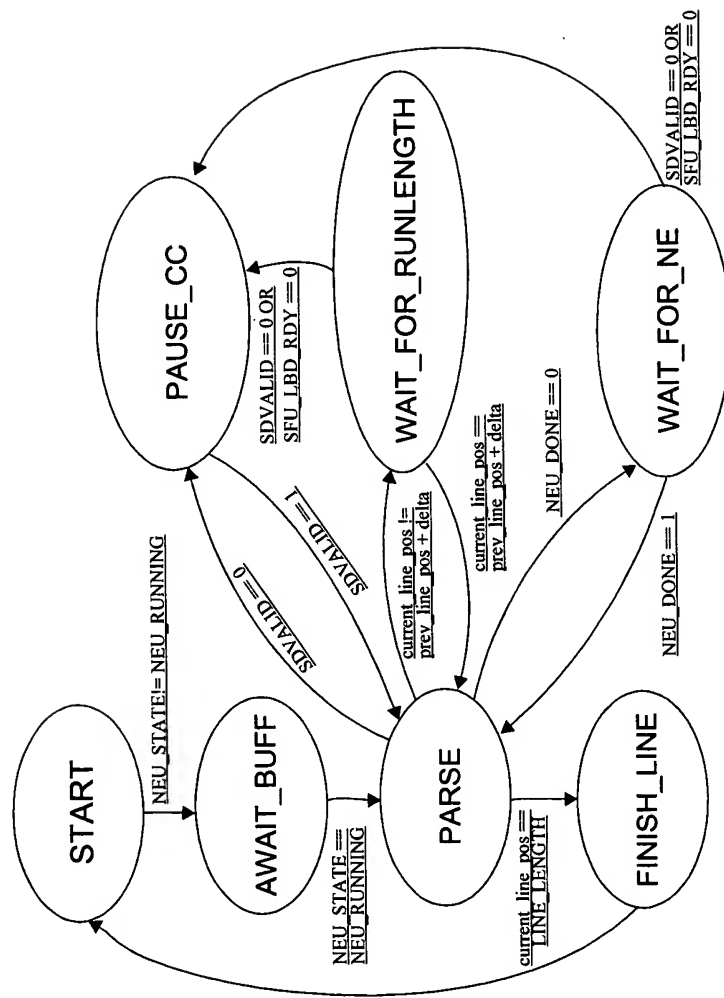 START
NEU_STATE!= NEU_RUNNING
AWAIT_BUFF
NEU_STATE ==
NEU_RUNNING
PARSE
current_line_pos ==
LINE_LENGTH
FINISH_LINE
SDVALID == 0
SDVALID == 1
PAUSE_CC
SDVALID == 0 OR
SFU_LBD_RDY == 0
current_line_pos !=
prev_line_pos + delta
WAIT_FOR_RUNLENGTH
current_line_pos ==
prev_line_pos + delta
NEU_DONE == 0
NEU_DONE == 1
WAIT_FOR_NE
SDVALID == 0 OR
SFU_LBD_RDY == 0